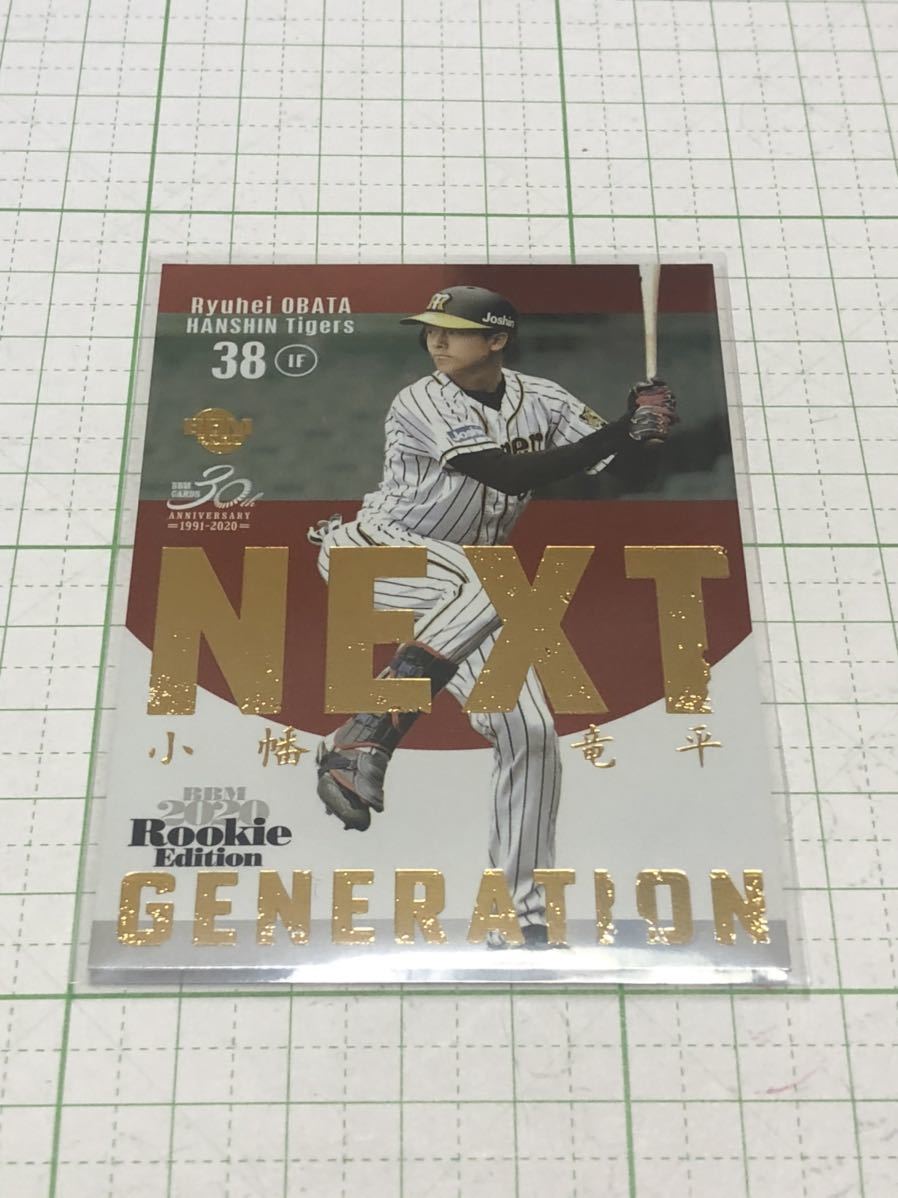 Ryuhei OBATA
HANSHIN Tigers
38 IF
Joshin
BBM
BBM CARDS 30th
ANNIVERSARY
1991-2020
NEXT
小幡 竜平
BBM
2020
Rookie
Edition
GENERATION